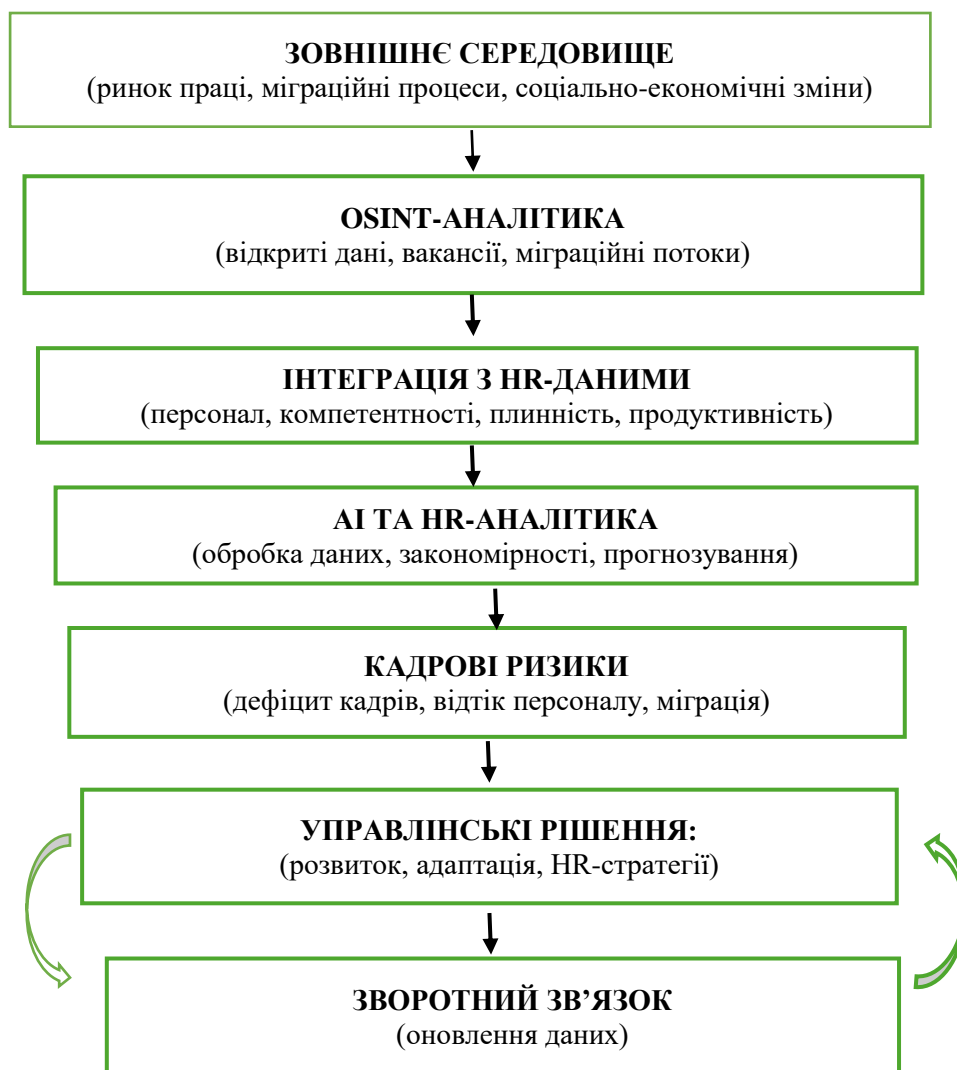 ЗОВНІШНЄ СЕРЕДОВИЩЕ
(ринок праці, міграційні процеси, соціально-економічні зміни)
OSINT-АНАЛІТИКА
(відкриті дані, вакансії, міграційні потоки)
ІНТЕГРАЦІЯ З HR-ДАНИМИ
(персонал, компетентності, плинність, продуктивність)
AI ТА HR-АНАЛІТИКА
(обробка даних, закономірності, прогнозування)
КАДРОВІ РИЗИКИ
(дефіцит кадрів, відтік персоналу, міграція)
УПРАВЛІНСЬКІ РІШЕННЯ:
(розвиток, адаптація, HR-стратегії)
ЗВОРОТНИЙ ЗВ’ЯЗОК
(оновлення даних)